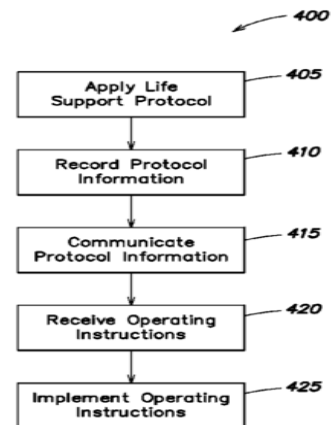 400
Apply Life
Support Protocol
405
Record Protocol
Information
410
Communicate
Protocol Information
415
Receive Operating
Instructions
420
Implement Operating
Instructions
425